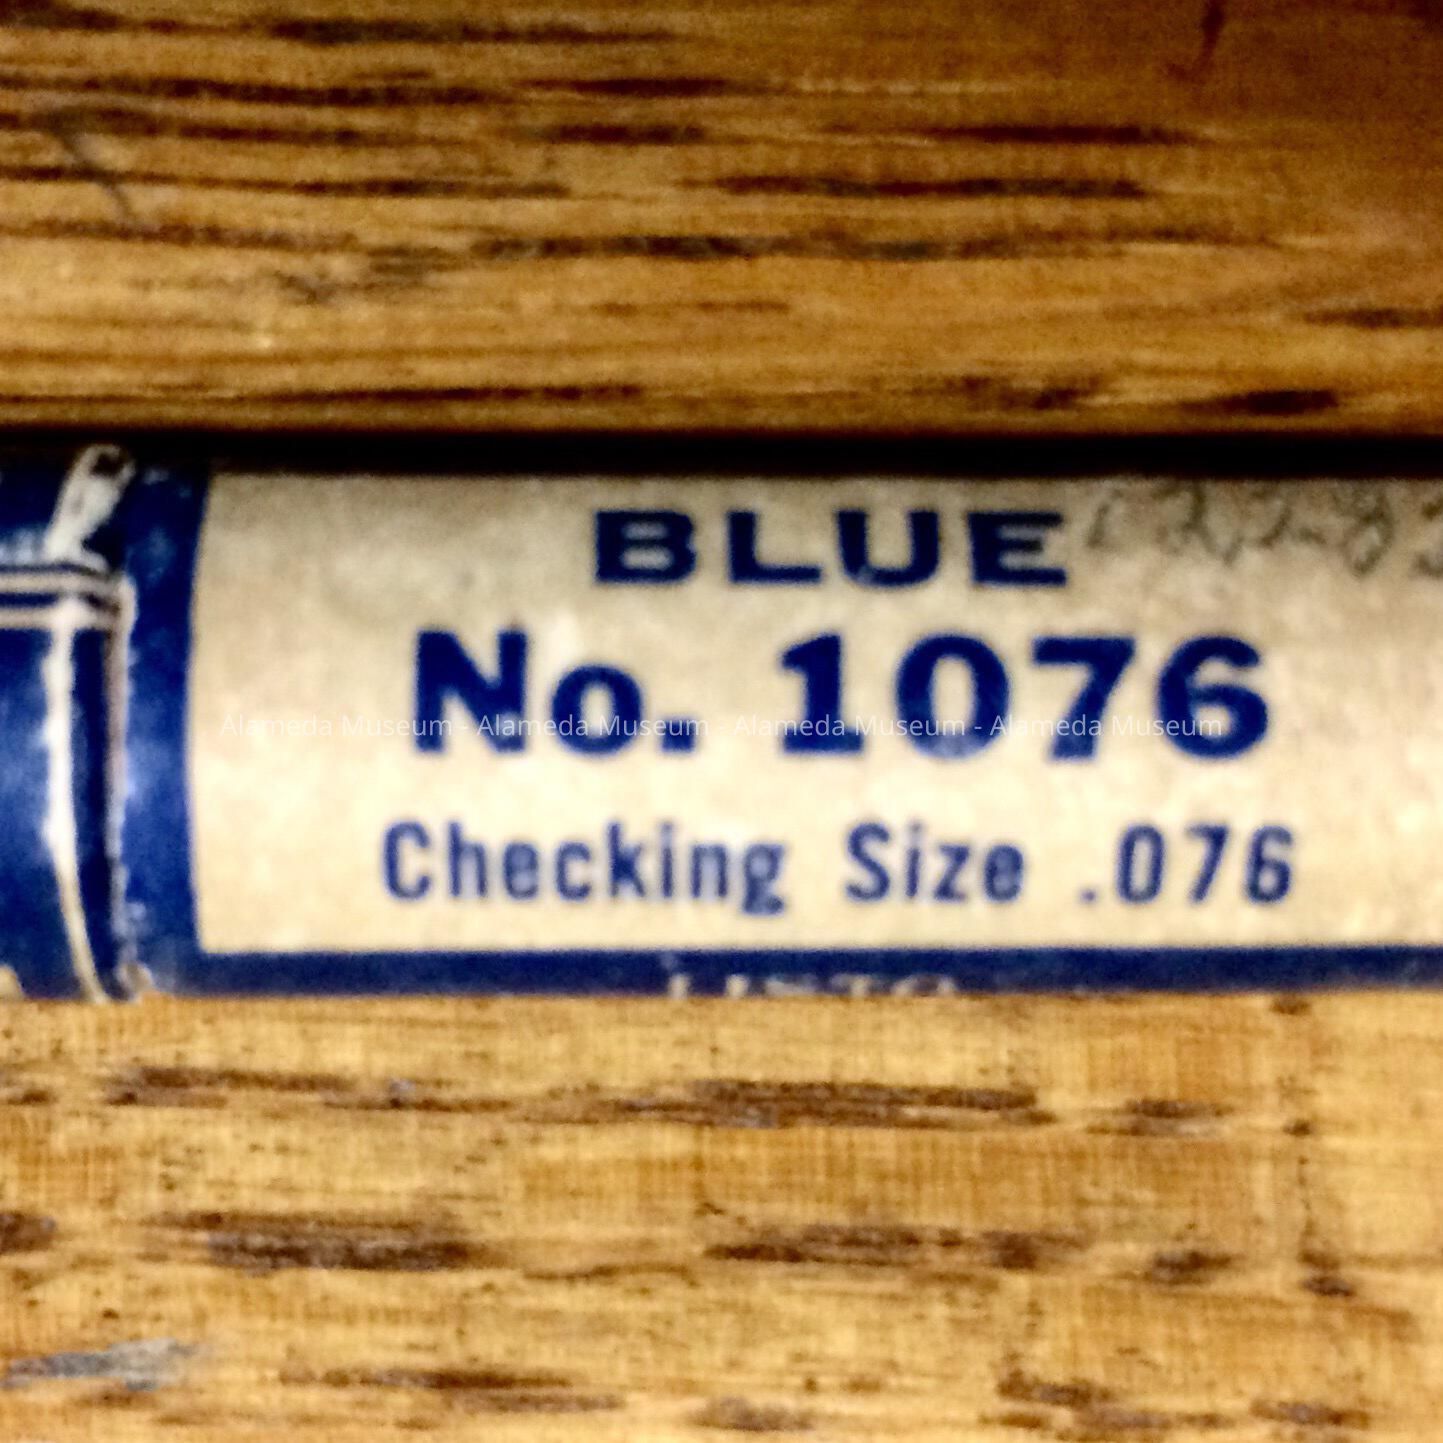 BLUE
No. 1076
Alameda Museum - Alameda Museum - Alameda Museum - Alameda Museum
Checking Size .076